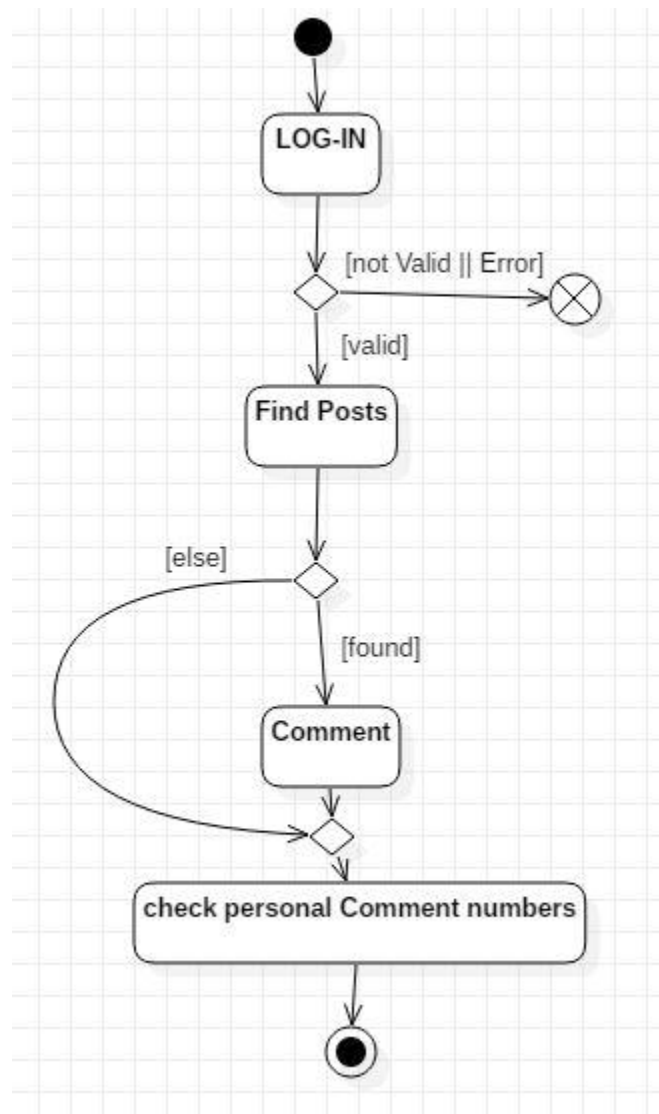 LOG-IN
[not Valid || Error]
[valid]
Find Posts
[else]
[found]
Comment
check personal Comment numbers